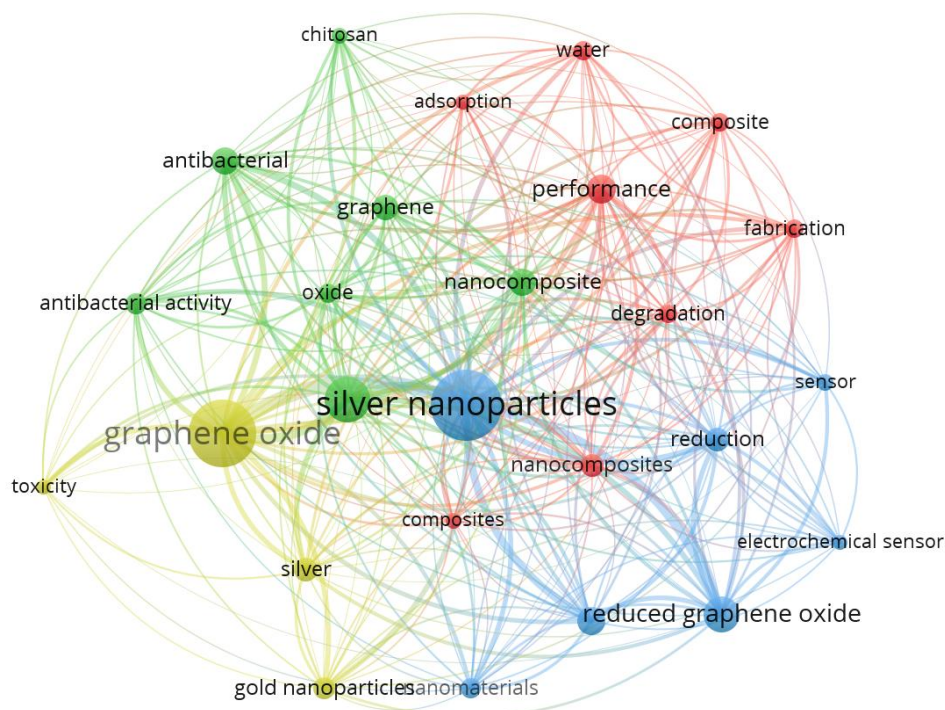 chitosan
water
adsorption
composite
antibacterial
performance
graphene
fabrication
nanocomposite
oxide
antibacterial activity
degradation
sensor
silver nanoparticles
graphene oxide
reduction
nanocomposites
toxicity
composites
electrochemical sensor
silver
reduced graphene oxide
gold nanoparticles
nanomaterials